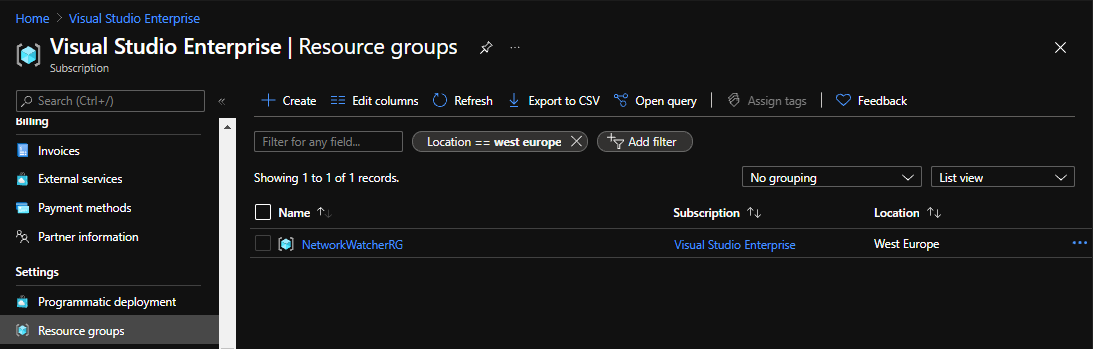 Home > Visual Studio Enterprise
Visual Studio Enterprise | Resource groups
Subscription
Search (Ctrl+/)
Billing
Invoices
External services
Payment methods
Partner information
Settings
Programmatic deployment
Resource groups
Create Edit columns Refresh Export to CSV Open query Assign tags Feedback
Filter for any field... Location == west europe Add filter
Showing 1 to 1 of 1 records. No grouping List view
Name Subscription Location
NetworkWatcherRG Visual Studio Enterprise West Europe